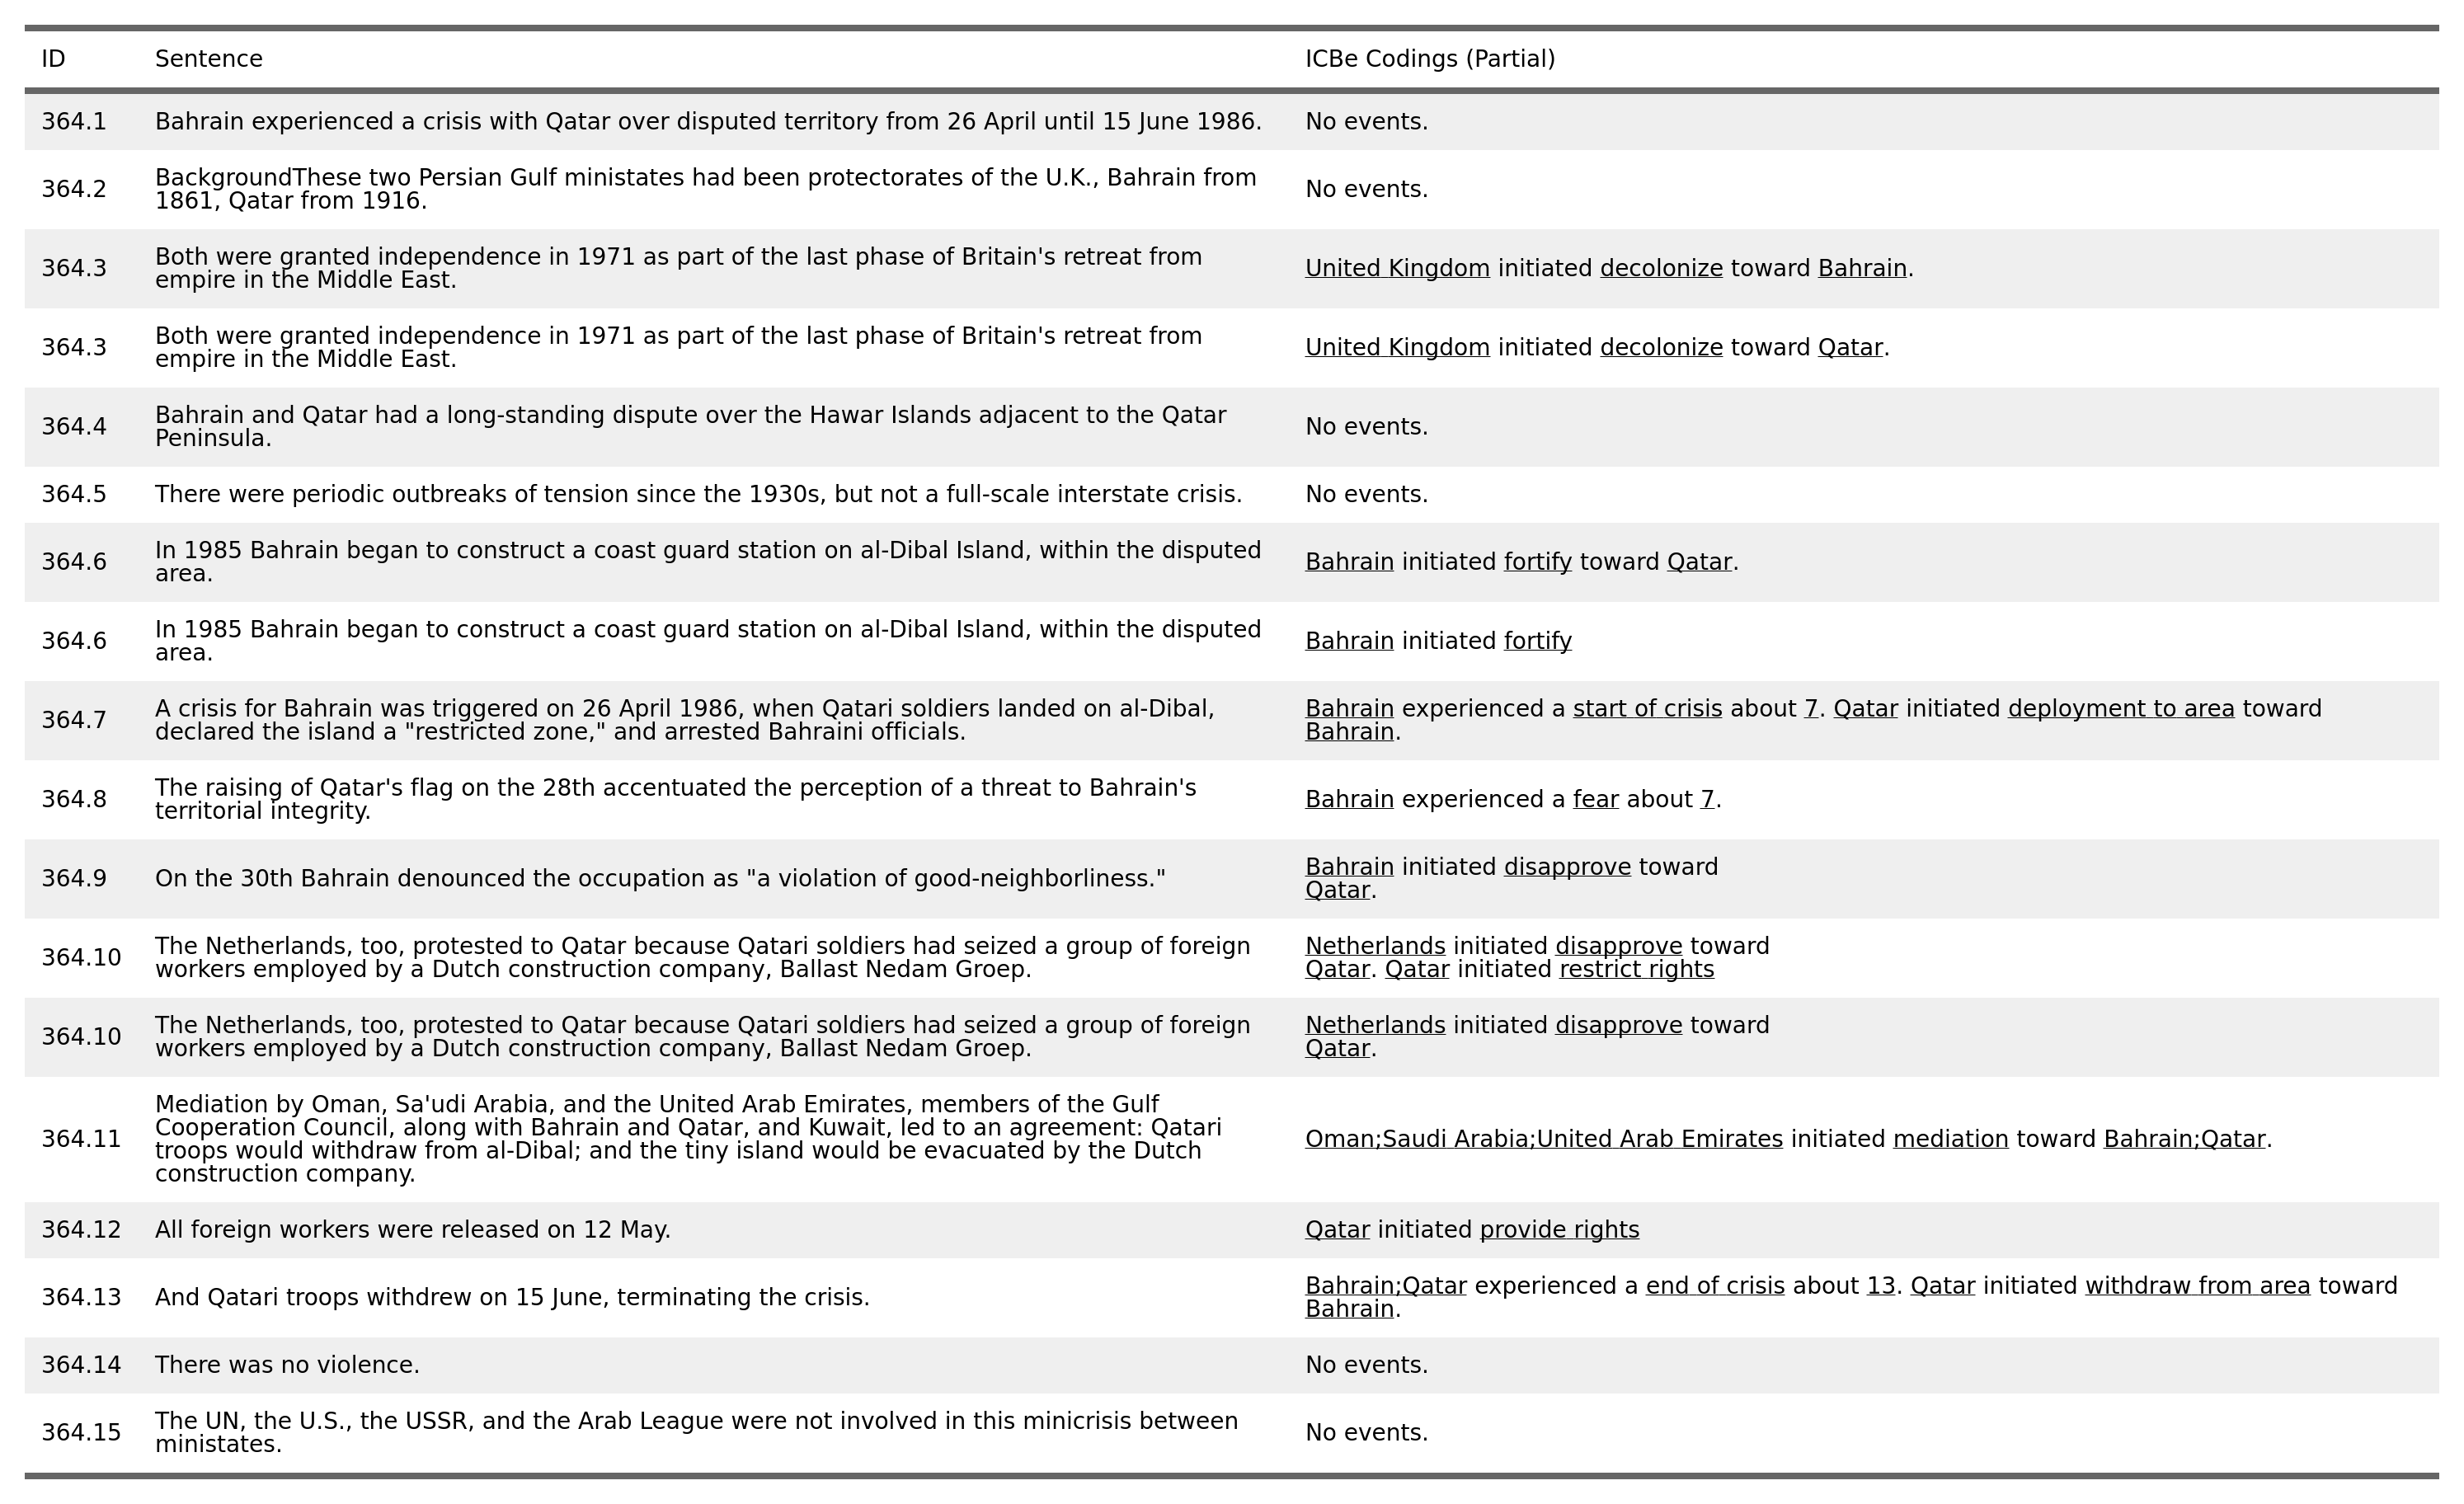 ID Sentence ICBe Codings (Partial)
364.1 Bahrain experienced a crisis with Qatar over disputed territory from 26 April until 15 June 1986. No events.
364.2 BackgroundThese two Persian Gulf ministates had been protectorates of the U.K., Bahrain from
1861, Qatar from 1916. No events.
364.3 Both were granted independence in 1971 as part of the last phase of Britain's retreat from
empire in the Middle East. United Kingdom initiated decolonize toward Bahrain.
364.3 Both were granted independence in 1971 as part of the last phase of Britain's retreat from
empire in the Middle East. United Kingdom initiated decolonize toward Qatar.
364.4 Bahrain and Qatar had a long-standing dispute over the Hawar Islands adjacent to the Qatar
Peninsula. No events.
364.5 There were periodic outbreaks of tension since the 1930s, but not a full-scale interstate crisis. No events.
364.6 In 1985 Bahrain began to construct a coast guard station on al-Dibal Island, within the disputed
area. Bahrain initiated fortify toward Qatar.
364.6 In 1985 Bahrain began to construct a coast guard station on al-Dibal Island, within the disputed
area. Bahrain initiated fortify
364.7 A crisis for Bahrain was triggered on 26 April 1986, when Qatari soldiers landed on al-Dibal,
declared the island a "restricted zone," and arrested Bahraini officials.
Bahrain experienced a start of crisis about 7. Qatar initiated deployment to area toward
Bahrain.
364.8 The raising of Qatar's flag on the 28th accentuated the perception of a threat to Bahrain's
territorial integrity. Bahrain experienced a fear about 7.
364.9 On the 30th Bahrain denounced the occupation as "a violation of good-neighborliness."
Bahrain initiated disapprove toward
Qatar.
364.10 The Netherlands, too, protested to Qatar because Qatari soldiers had seized a group of foreign
workers employed by a Dutch construction company, Ballast Nedam Groep.
Netherlands initiated disapprove toward
Qatar. Qatar initiated restrict rights
364.10 The Netherlands, too, protested to Qatar because Qatari soldiers had seized a group of foreign
workers employed by a Dutch construction company, Ballast Nedam Groep.
Netherlands initiated disapprove toward
Qatar.
364.11 Mediation by Oman, Sa'udi Arabia, and the United Arab Emirates, members of the Gulf
Cooperation Council, along with Bahrain and Qatar, and Kuwait, led to an agreement: Qatari
troops would withdraw from al-Dibal; and the tiny island would be evacuated by the Dutch
construction company.
Oman;Saudi Arabia;United Arab Emirates initiated mediation toward Bahrain;Qatar.
364.12 All foreign workers were released on 12 May. Qatar initiated provide rights
364.13 And Qatari troops withdrew on 15 June, terminating the crisis.
Bahrain;Qatar experienced a end of crisis about 13. Qatar initiated withdraw from area toward
Bahrain.
364.14 There was no violence. No events.
364.15 The UN, the U.S., the USSR, and the Arab League were not involved in this minicrisis between
ministates. No events.